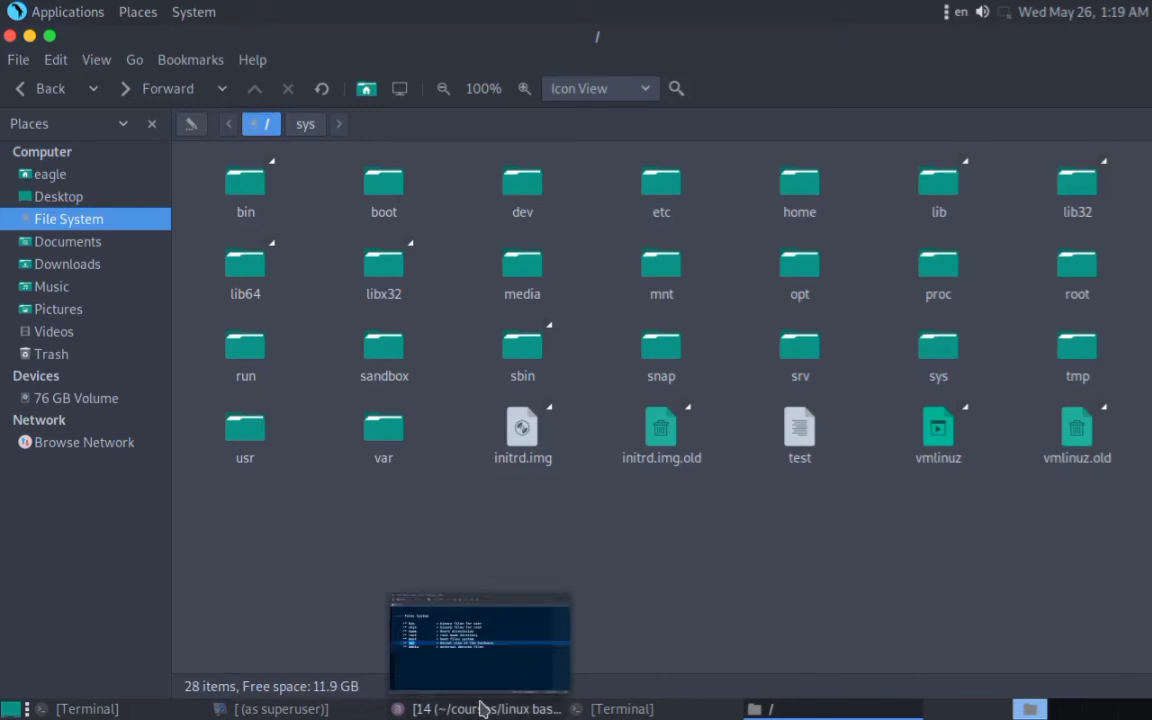 Applications Places System en Wed May 26, 1:19 AM
/
File Edit View Go Bookmarks Help
Back Forward 100% Icon View
Places / sys
Computer
eagle
Desktop
File System
Documents
Downloads
Music
Pictures
Videos
Trash
Devices
76 GB Volume
Network
Browse Network
bin boot dev etc home lib lib32
lib64 libx32 media mnt opt proc root
run sandbox sbin snap srv sys tmp
usr var initrd.img initrd.img.old test vmlinuz vmlinuz.old
28 items, Free space: 11.9 GB
[Terminal] [(as superuser)] [14 (~/courses/linux bas... [Terminal] /